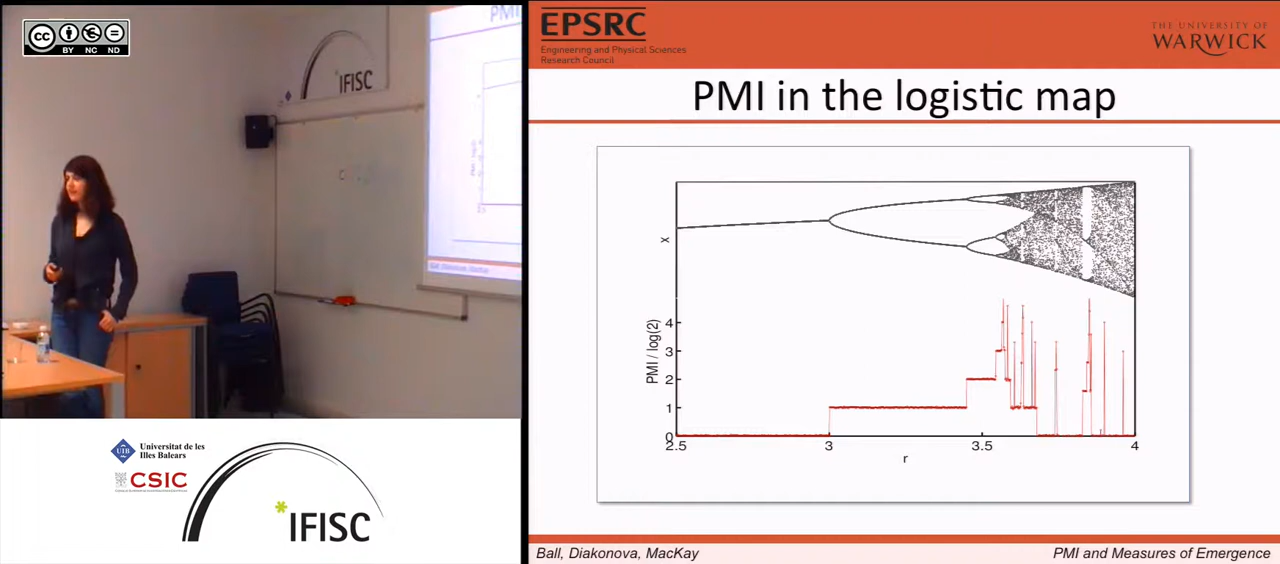 cc
BY NC ND
IFISC
PMI
EPSRC
Engineering and Physical Sciences
Research Council
THE UNIVERSITY OF
WARWICK
PMI in the logistic map
x
PMI / log(2)
4
3
2
1
0
2.5
3
3.5
4
r
Ball, Diakonova, MacKay
PMI and Measures of Emergence
UIB
Universitat de les
Illes Balears
CSIC
IFISC